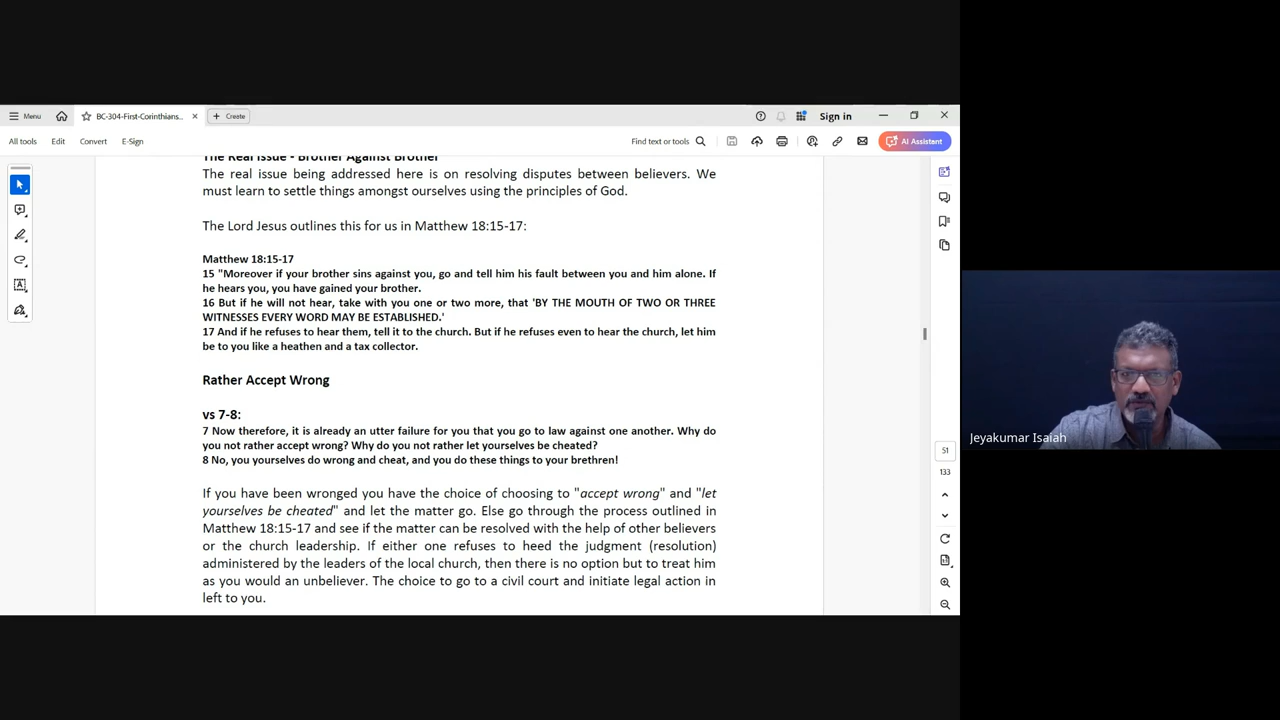 Menu
BC-304-First-Corinthians...
Create
Sign in
All tools
Edit
Convert
E-Sign
Find text or tools
AI Assistant
The Real Issue - Brother Against Brother
The real issue being addressed here is on resolving disputes between believers. We
must learn to settle things amongst ourselves using the principles of God.
The Lord Jesus outlines this for us in Matthew 18:15-17:
Matthew 18:15-17
15 "Moreover if your brother sins against you, go and tell him his fault between you and him alone. If
he hears you, you have gained your brother.
16 But if he will not hear, take with you one or two more, that 'BY THE MOUTH OF TWO OR THREE
WITNESSES EVERY WORD MAY BE ESTABLISHED.'
17 And if he refuses to hear them, tell it to the church. But if he refuses even to hear the church, let him
be to you like a heathen and a tax collector.
Rather Accept Wrong
vs 7-8:
7 Now therefore, it is already an utter failure for you that you go to law against one another. Why do
you not rather accept wrong? Why do you not rather let yourselves be cheated?
8 No, you yourselves do wrong and cheat, and you do these things to your brethren!
If you have been wronged you have the choice of choosing to "accept wrong" and "let
yourselves be cheated" and let the matter go. Else go through the process outlined in
Matthew 18:15-17 and see if the matter can be resolved with the help of other believers
or the church leadership. If either one refuses to heed the judgment (resolution)
administered by the leaders of the local church, then there is no option but to treat him
as you would an unbeliever. The choice to go to a civil court and initiate legal action in
left to you.
51
133
Jeyakumar Isaiah